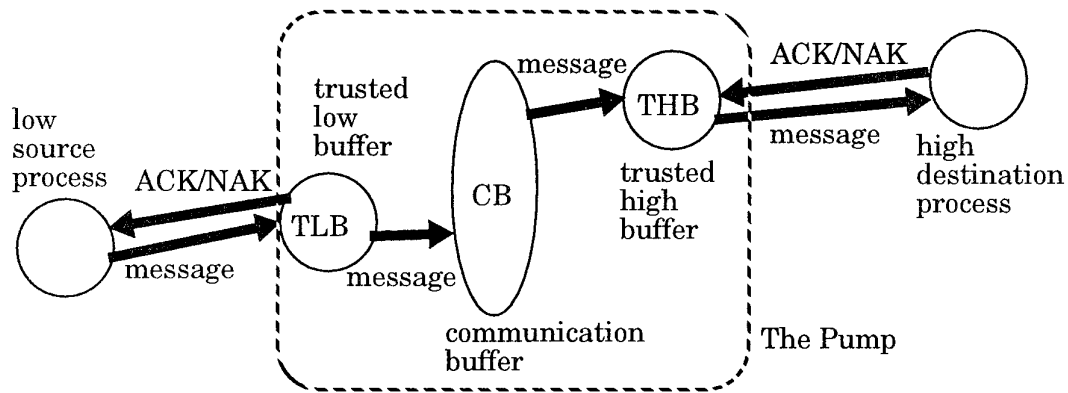 low
source
process
ACK/NAK
message
trusted
low
buffer
TLB
message
CB
communication
buffer
message
THB
trusted
high
buffer
ACK/NAK
message
high
destination
process
The Pump